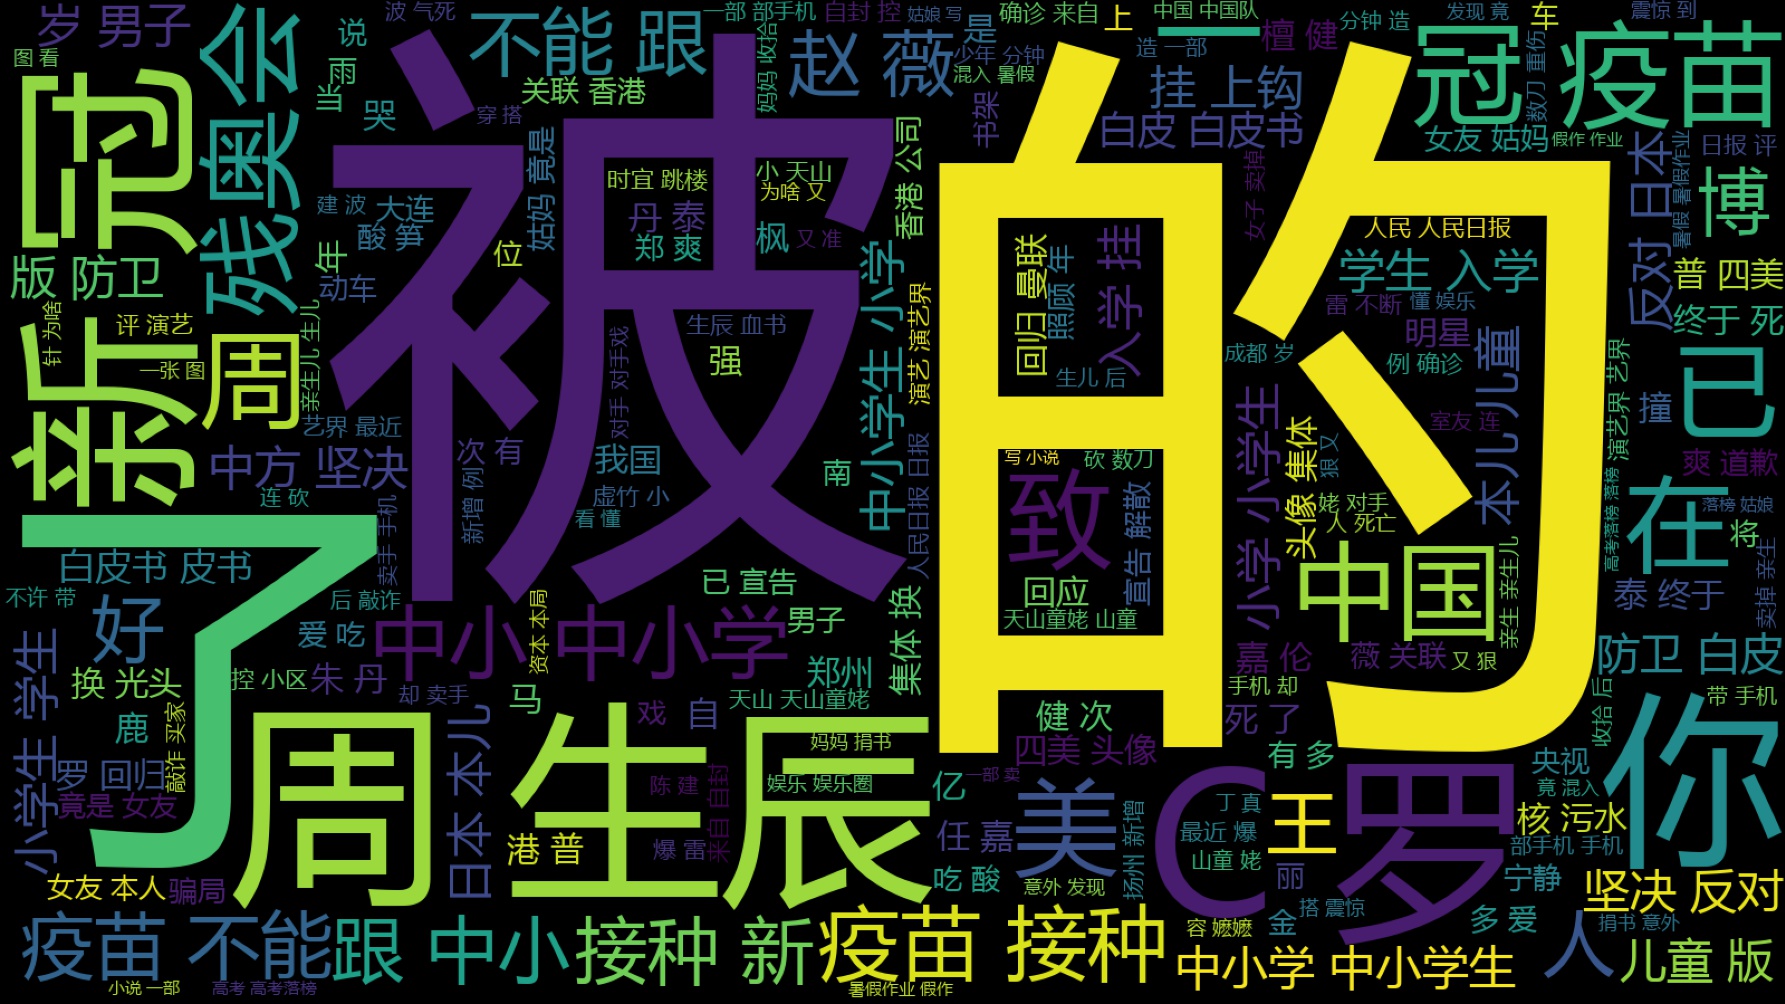 岁 男子
图 看
说
雨
当
残奥会
哭
波 气死
不能 跟
一部 部手机
自封 控
姑娘 写
是
确诊 来自
上
中国 中国队
一
造 一部
檀 健
分钟 造
发现 竟
车
震惊 到
冠
疫苗
数刀 重伤
女友 姑妈
假作 作业
赵 薇
少年 分钟
混入 暑假
妈妈 收拾
关联 香港
穿 搭
挂 上钩
书架
白皮 白皮书
反对 日本
日报 评
暑假 暑假作业
博
普 四美
终于 死
新冠
版 防卫
评 演艺
针 为啥
一张 图
亲生儿 生儿
周
建 波
大连
酸 笋
年
动车
位
姑妈 竟是
被
时宜 跳楼
丹 泰
郑 爽
小 天山
为啥 又
枫
又 准
香港 公司
中小学生 小学
演艺 演艺界
人民日报 日报
生辰 血书
强
对手 对手戏
的
回归 曼联
照顾 年
入学 挂
生儿 后
女子 卖掉
人民 人民日报
学生 入学
雷 不断
懂 娱乐
明星
成都 岁
例 确诊
本儿 儿童
室友 连
演艺界 艺界
高考落榜 落榜
撞
已
爽 道歉
在
落榜 姑娘
将
卖掉 亲生
泰 终于
艺界 最近
中方 坚决
连 砍
卖手 手机
次 有
新增 例
我国
虚竹 小
看 懂
南
写 小说
砍 数刀
致
宣告 解散
回应
天山童姥 山童
小学 小学生
头像 集体
狠 又
姥 对手
人 死亡
中国
亲生 亲生儿
了
白皮书 皮书
不许 带
后 敲诈
好
爱 吃
中小 中小学
资本 本局
已 宣告
男子
集体 换
嘉 伦
薇 关联
又 狠
防卫 白皮
小学生 学生
换 光头
控 小区
朱 丹
却 卖手
马
郑州
天山 天山童姥
戏
自
健 次
手机 却
死 了
收拾 后
带 手机
鹿
敲诈 买家
罗 回归
竟是 女友
周生辰
日本 本儿
妈妈 捐书
陈 建
来自 自封
娱乐 娱乐圈
亿
四美 头像
一部 卖
有 多
央视
竟 混入
你
港 普
爆 雷
任 嘉
美
扬州 新增
C罗
丁 真
最近 爆
山童 姥
王
核 污水
部手机 手机
女友 本人
骗局
吃 酸
意外 发现
丽
宁静
坚决 反对
疫苗 不能
跟 中小
接种 新
疫苗 接种
容 嬷嬷
金
搭 震惊
多 爱
人
捐书 意外
小说 一部
高考 高考落榜
暑假作业 假作
中小学 中小学生
儿童 版